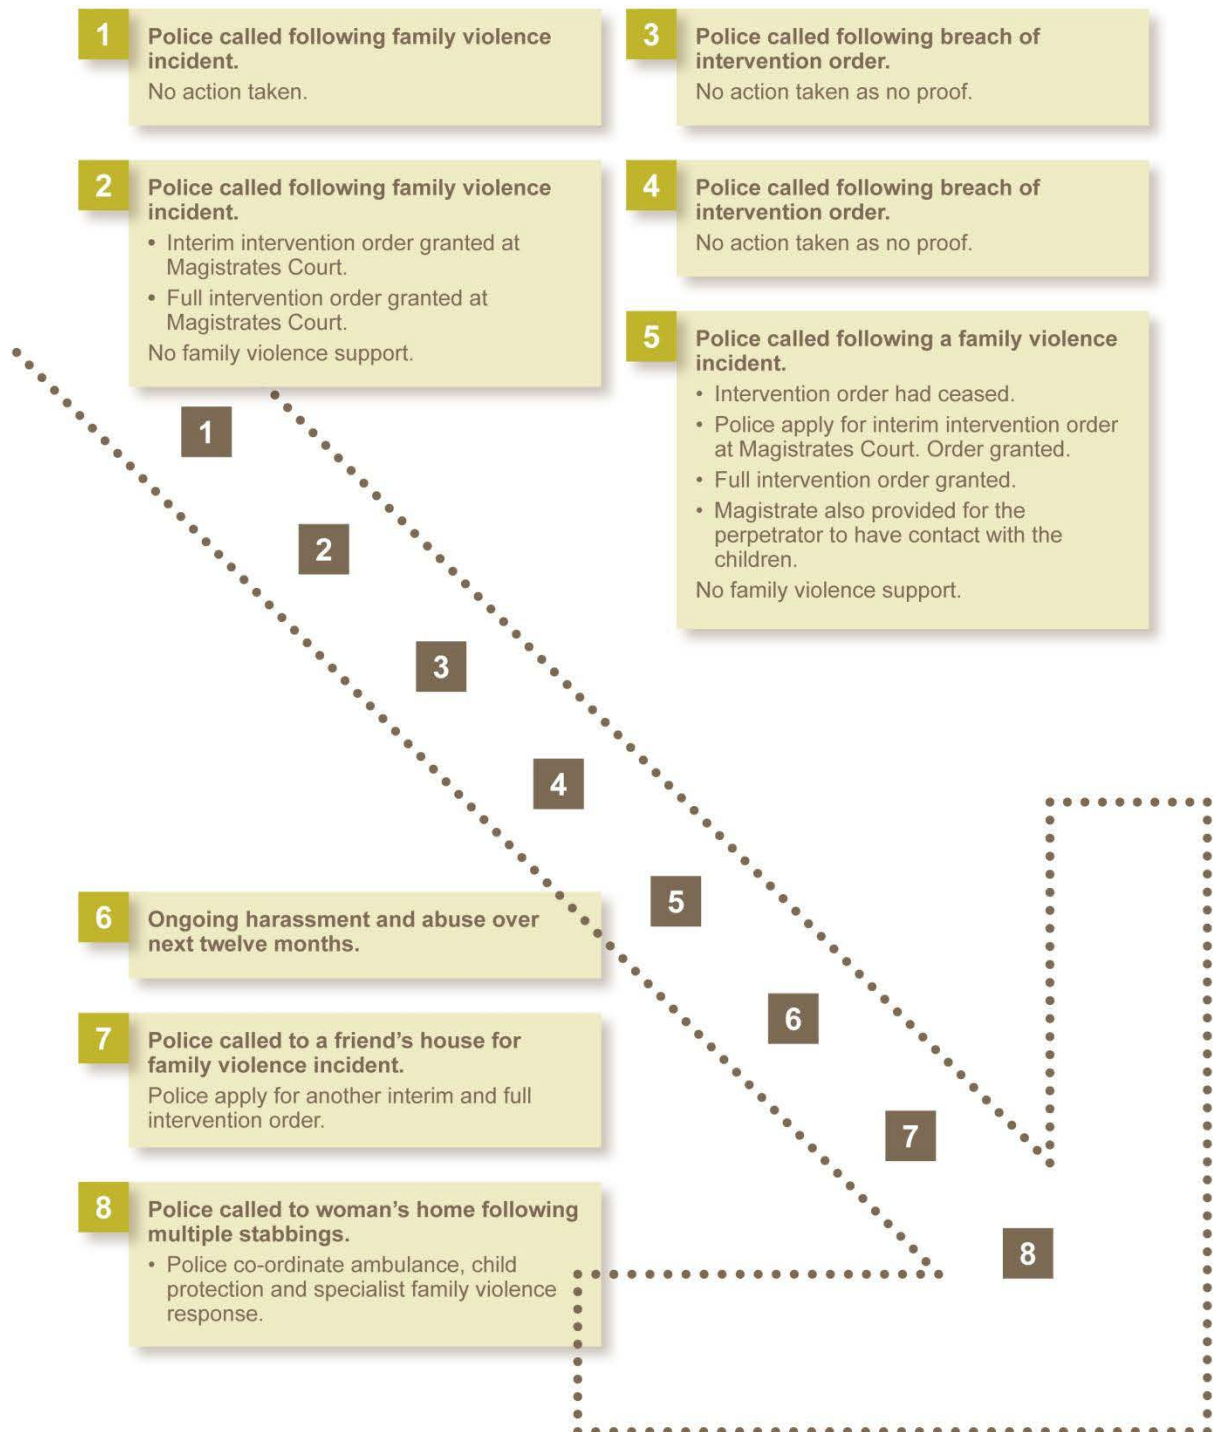 1
Police called following family violence
incident.
No action taken.
2
Police called following family violence
incident.
• Interim intervention order granted at
Magistrates Court.
• Full intervention order granted at
Magistrates Court.
No family violence support.
3
Police called following breach of
intervention order.
No action taken as no proof.
4
Police called following breach of
intervention order.
No action taken as no proof.
5
Police called following a family violence
incident.
• Intervention order had ceased.
• Police apply for interim intervention order
at Magistrates Court. Order granted.
• Full intervention order granted.
• Magistrate also provided for the
perpetrator to have contact with the
children.
No family violence support.
1
2
3
4
5
6
7
8
6
Ongoing harassment and abuse over
next twelve months.
7
Police called to a friend’s house for
family violence incident.
Police apply for another interim and full
intervention order.
8
Police called to woman’s home following
multiple stabbings.
• Police co-ordinate ambulance, child
protection and specialist family violence
response.